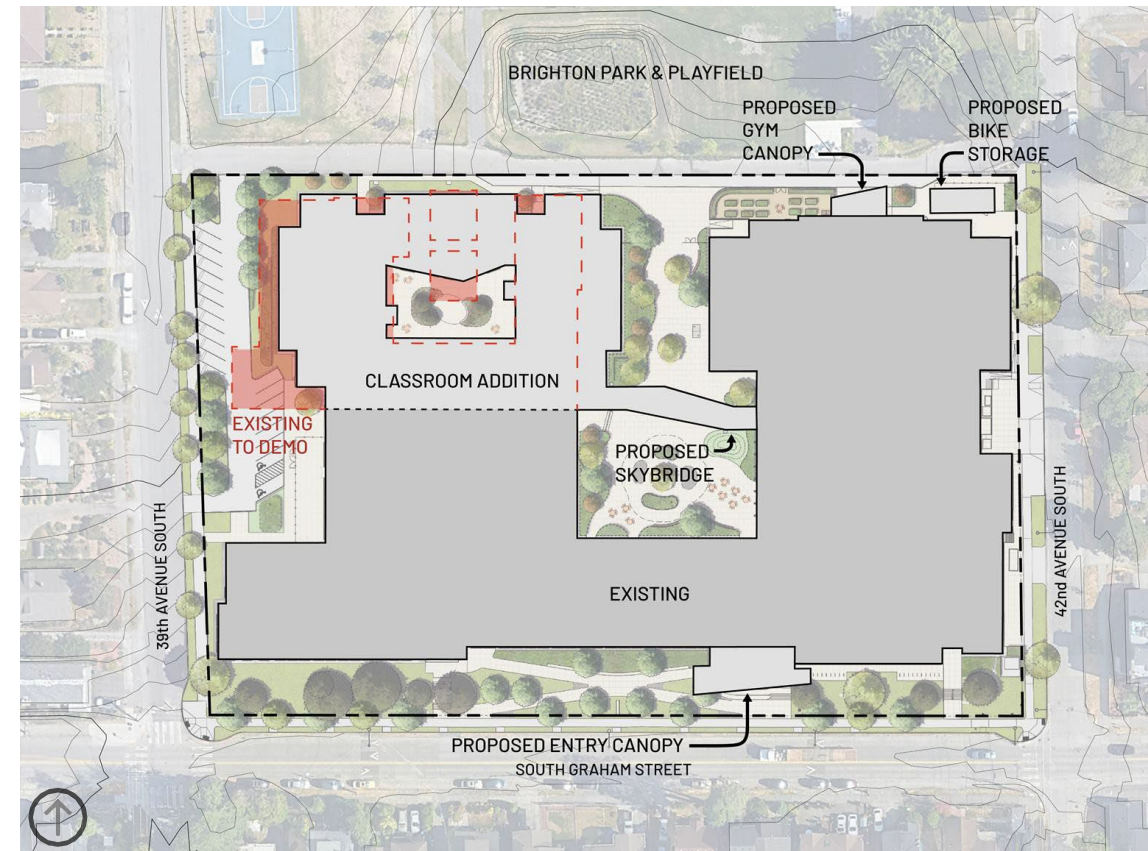 BRIGHTON PARK & PLAYFIELD
PROPOSED
GYM
CANOPY
PROPOSED
BIKE
STORAGE
CLASSROOM ADDITION
EXISTING
TO DEMO
PROPOSED
SKYBRIDGE
39th AVENUE SOUTH
42nd AVENUE SOUTH
EXISTING
PROPOSED ENTRY CANOPY
SOUTH GRAHAM STREET